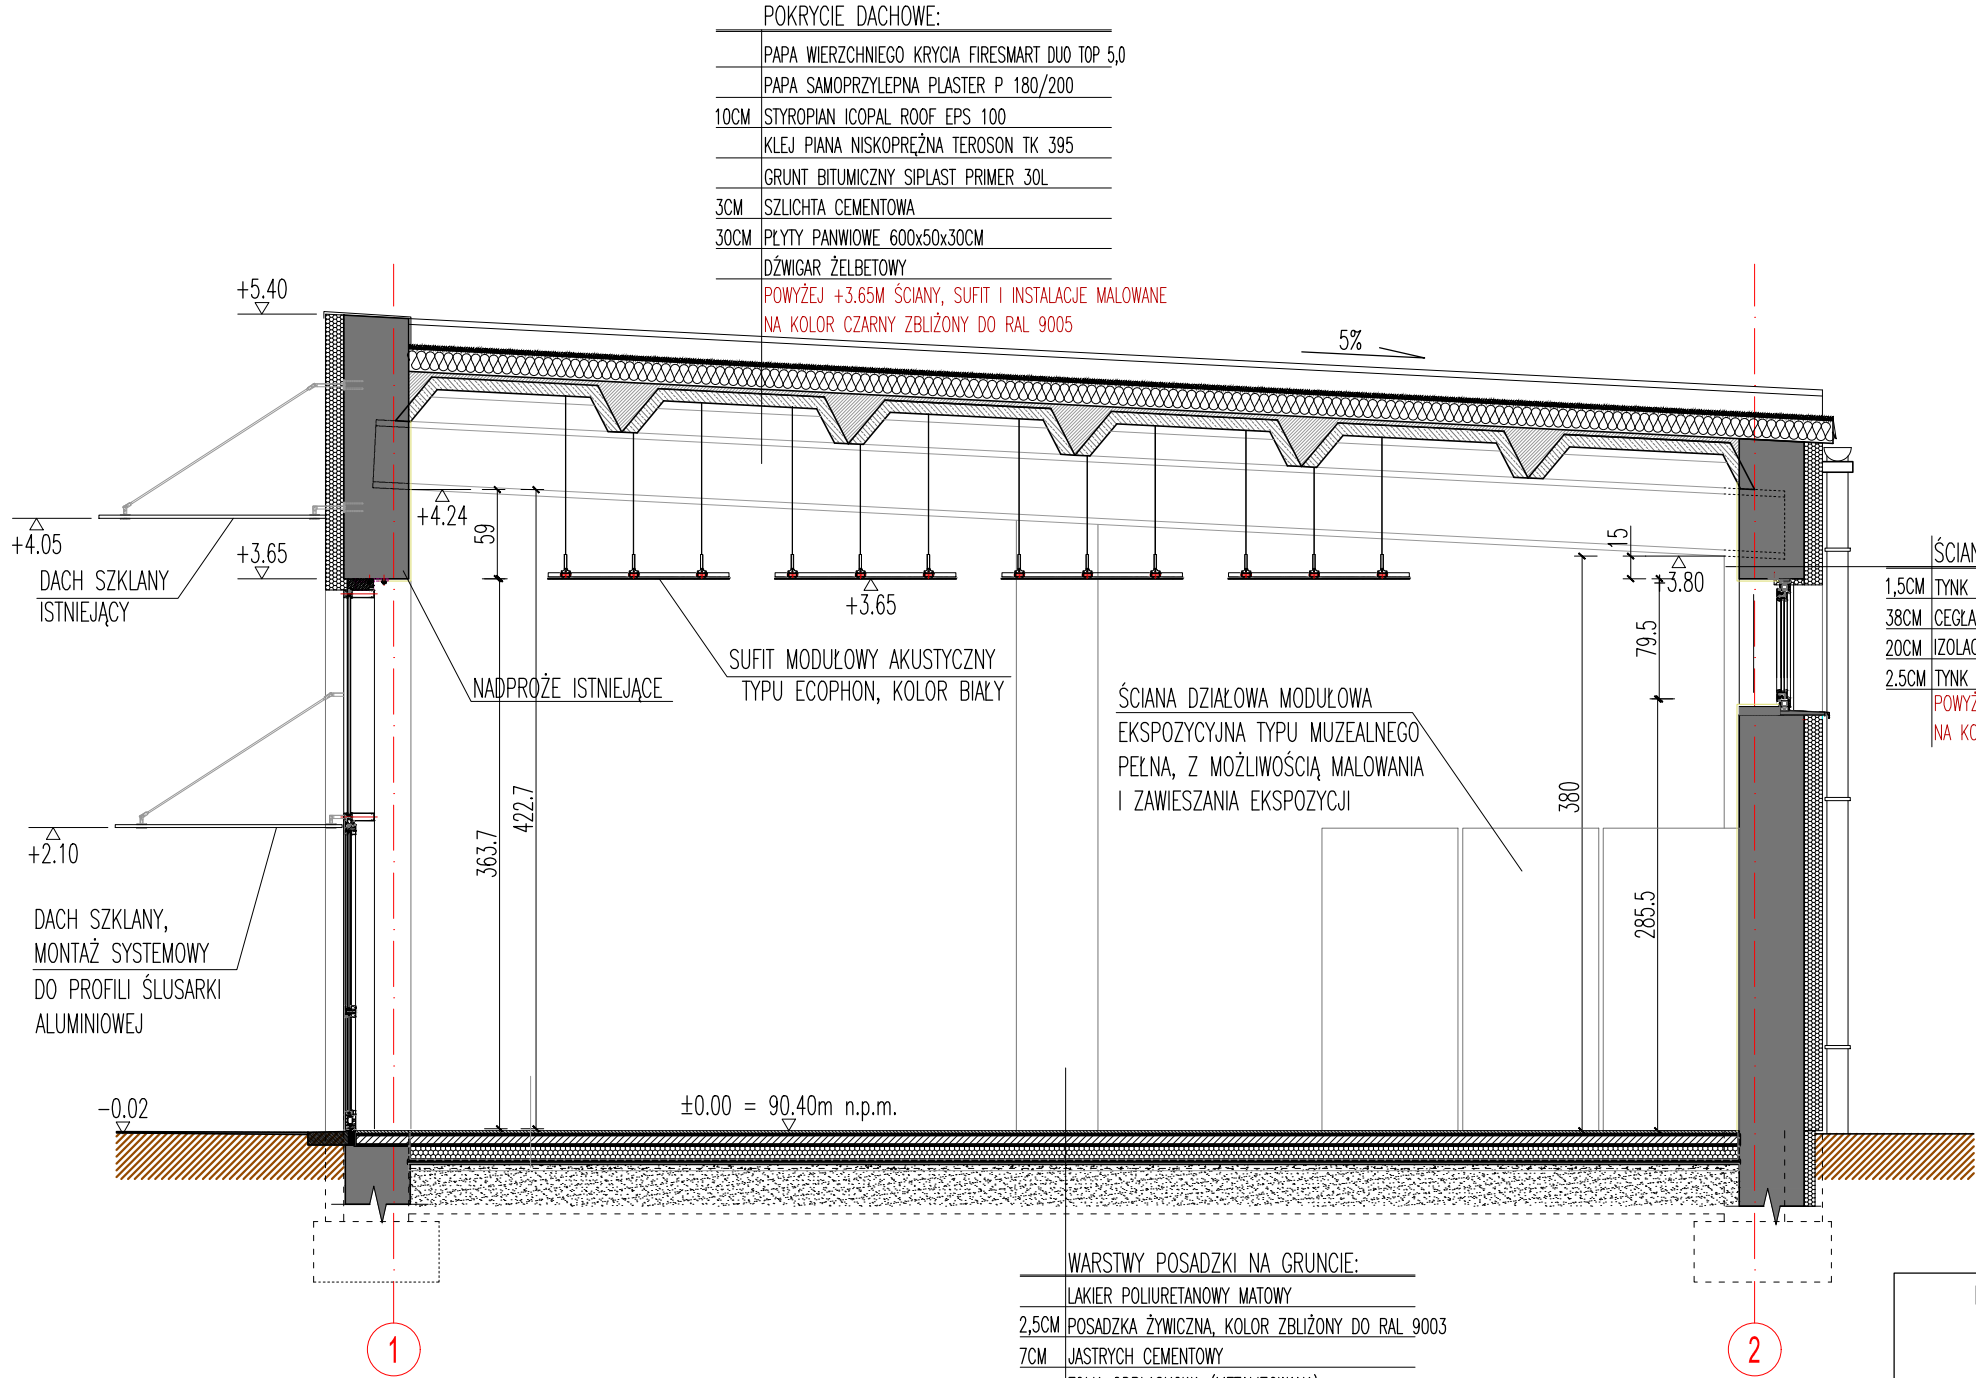 POKRYCIE DACHOWE:
PAPA WIERZCHNIEGO KRYCIA FIRESMART DUO TOP 5,0
PAPA SAMOPRZYLEPNA PLASTER P 180/200
10CM STYROPIAN ICOPAL ROOF EPS 100
KLEJ PIANA NISKOPRĘŻNA TEROSON TK 395
GRUNT BITUMICZNY SIPLAST PRIMER 30L
3CM SZLICHTA CEMENTOWA
30CM PŁYTY PANWIOWE 600x50x30CM
DŹWIGAR ŻELBETOWY
POWYŻEJ +3.65M ŚCIANY, SUFIT I INSTALACJE MALOWANE
NA KOLOR CZARNY ZBLIŻONY DO RAL 9005
+5.40
5%
+4.24
59
+4.05
+3.65
DACH SZKLANY
ISTNIEJĄCY
+3.65
15
+3.80
ŚCIAN
1,5CM TYNK
38CM CEGŁA
20CM IZOLAC
2.5CM TYNK
POWYŻ
NA KO
79.5
SUFIT MODUŁOWY AKUSTYCZNY
TYPU ECOPHON, KOLOR BIAŁY
NADPROŻE ISTNIEJĄCE
ŚCIANA DZIAŁOWA MODUŁOWA
EKSPOZYCYJNA TYPU MUZEALNEGO
PEŁNA, Z MOŻLIWOŚCIĄ MALOWANIA
I ZAWIESZANIA EKSPOZYCJI
380
422.7
363.7
+2.10
285.5
DACH SZKLANY,
MONTAŻ SYSTEMOWY
DO PROFILI ŚLUSARKI
ALUMINIOWEJ
-0.02
±0.00 = 90.40m n.p.m.
WARSTWY POSADZKI NA GRUNCIE:
LAKIER POLIURETANOWY MATOWY
2,5CM POSADZKA ŻYWICZNA, KOLOR ZBLIŻONY DO RAL 9003
7CM JASTRYCH CEMENTOWY
1
2